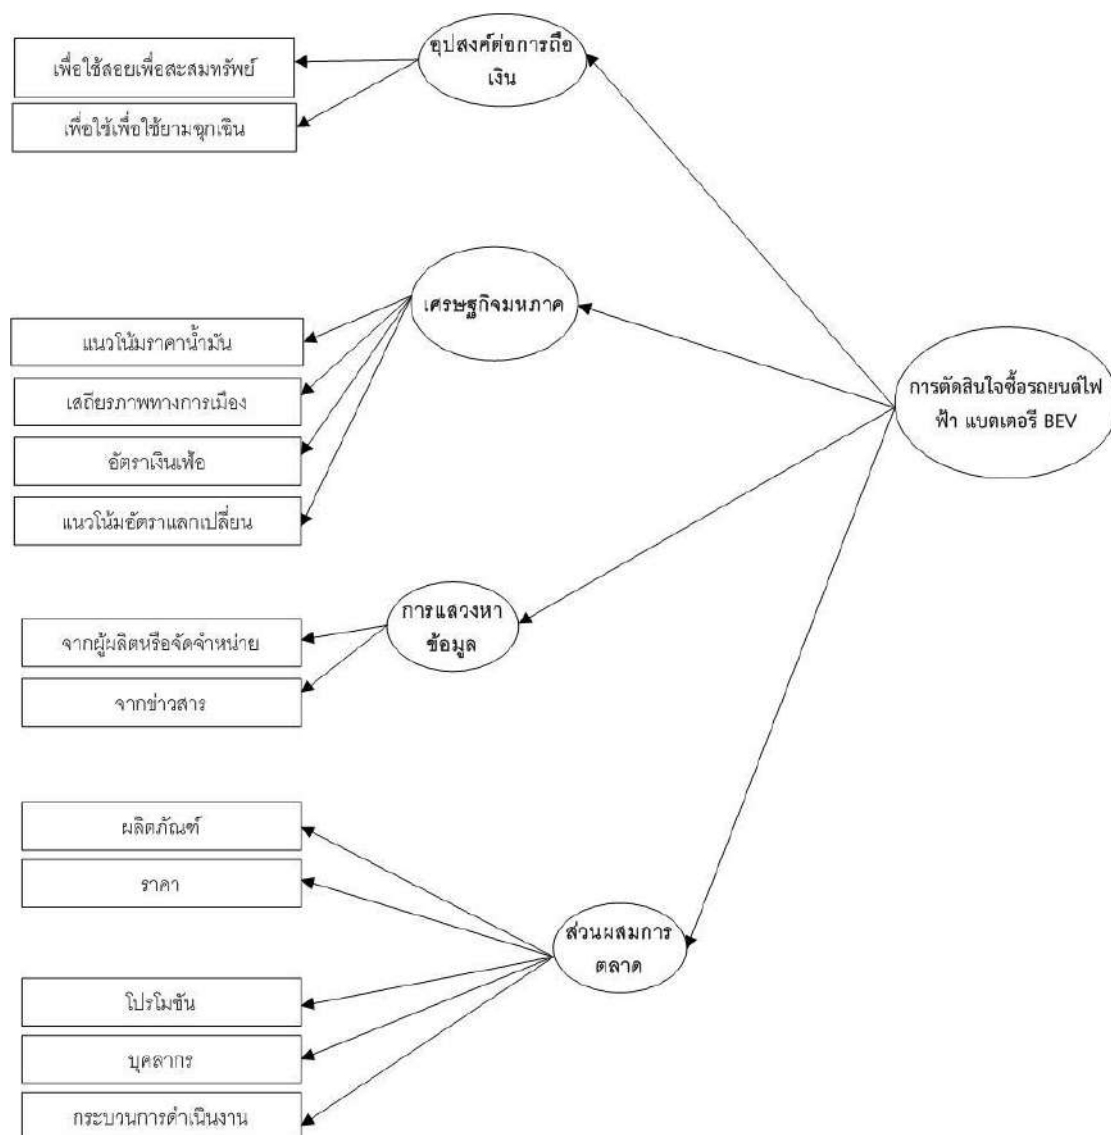 อุปสงค์ต่อการถือ
เงิน
เพื่อใช้สอยเพื่อสะสมทรัพย์
เพื่อใช้เพื่อใช้ยามฉุกเฉิน
เศรษฐกิจมหภาค
แนวโน้มราคาน้ำมัน
เสถียรภาพทางการเมือง
อัตราเงินเฟ้อ
แนวโน้มอัตราแลกเปลี่ยน
การตัดสินใจซื้อรถยนต์ไฟ
ฟ้า แบตเตอรี BEV
การแสวงหา
ข้อมูล
จากผู้ผลิตหรือจัดจำหน่าย
จากข่าวสาร
ผลิตภัณฑ์
ราคา
ส่วนผสมการ
ตลาด
โปรโมชัน
บุคลากร
กระบวนการดำเนินงาน